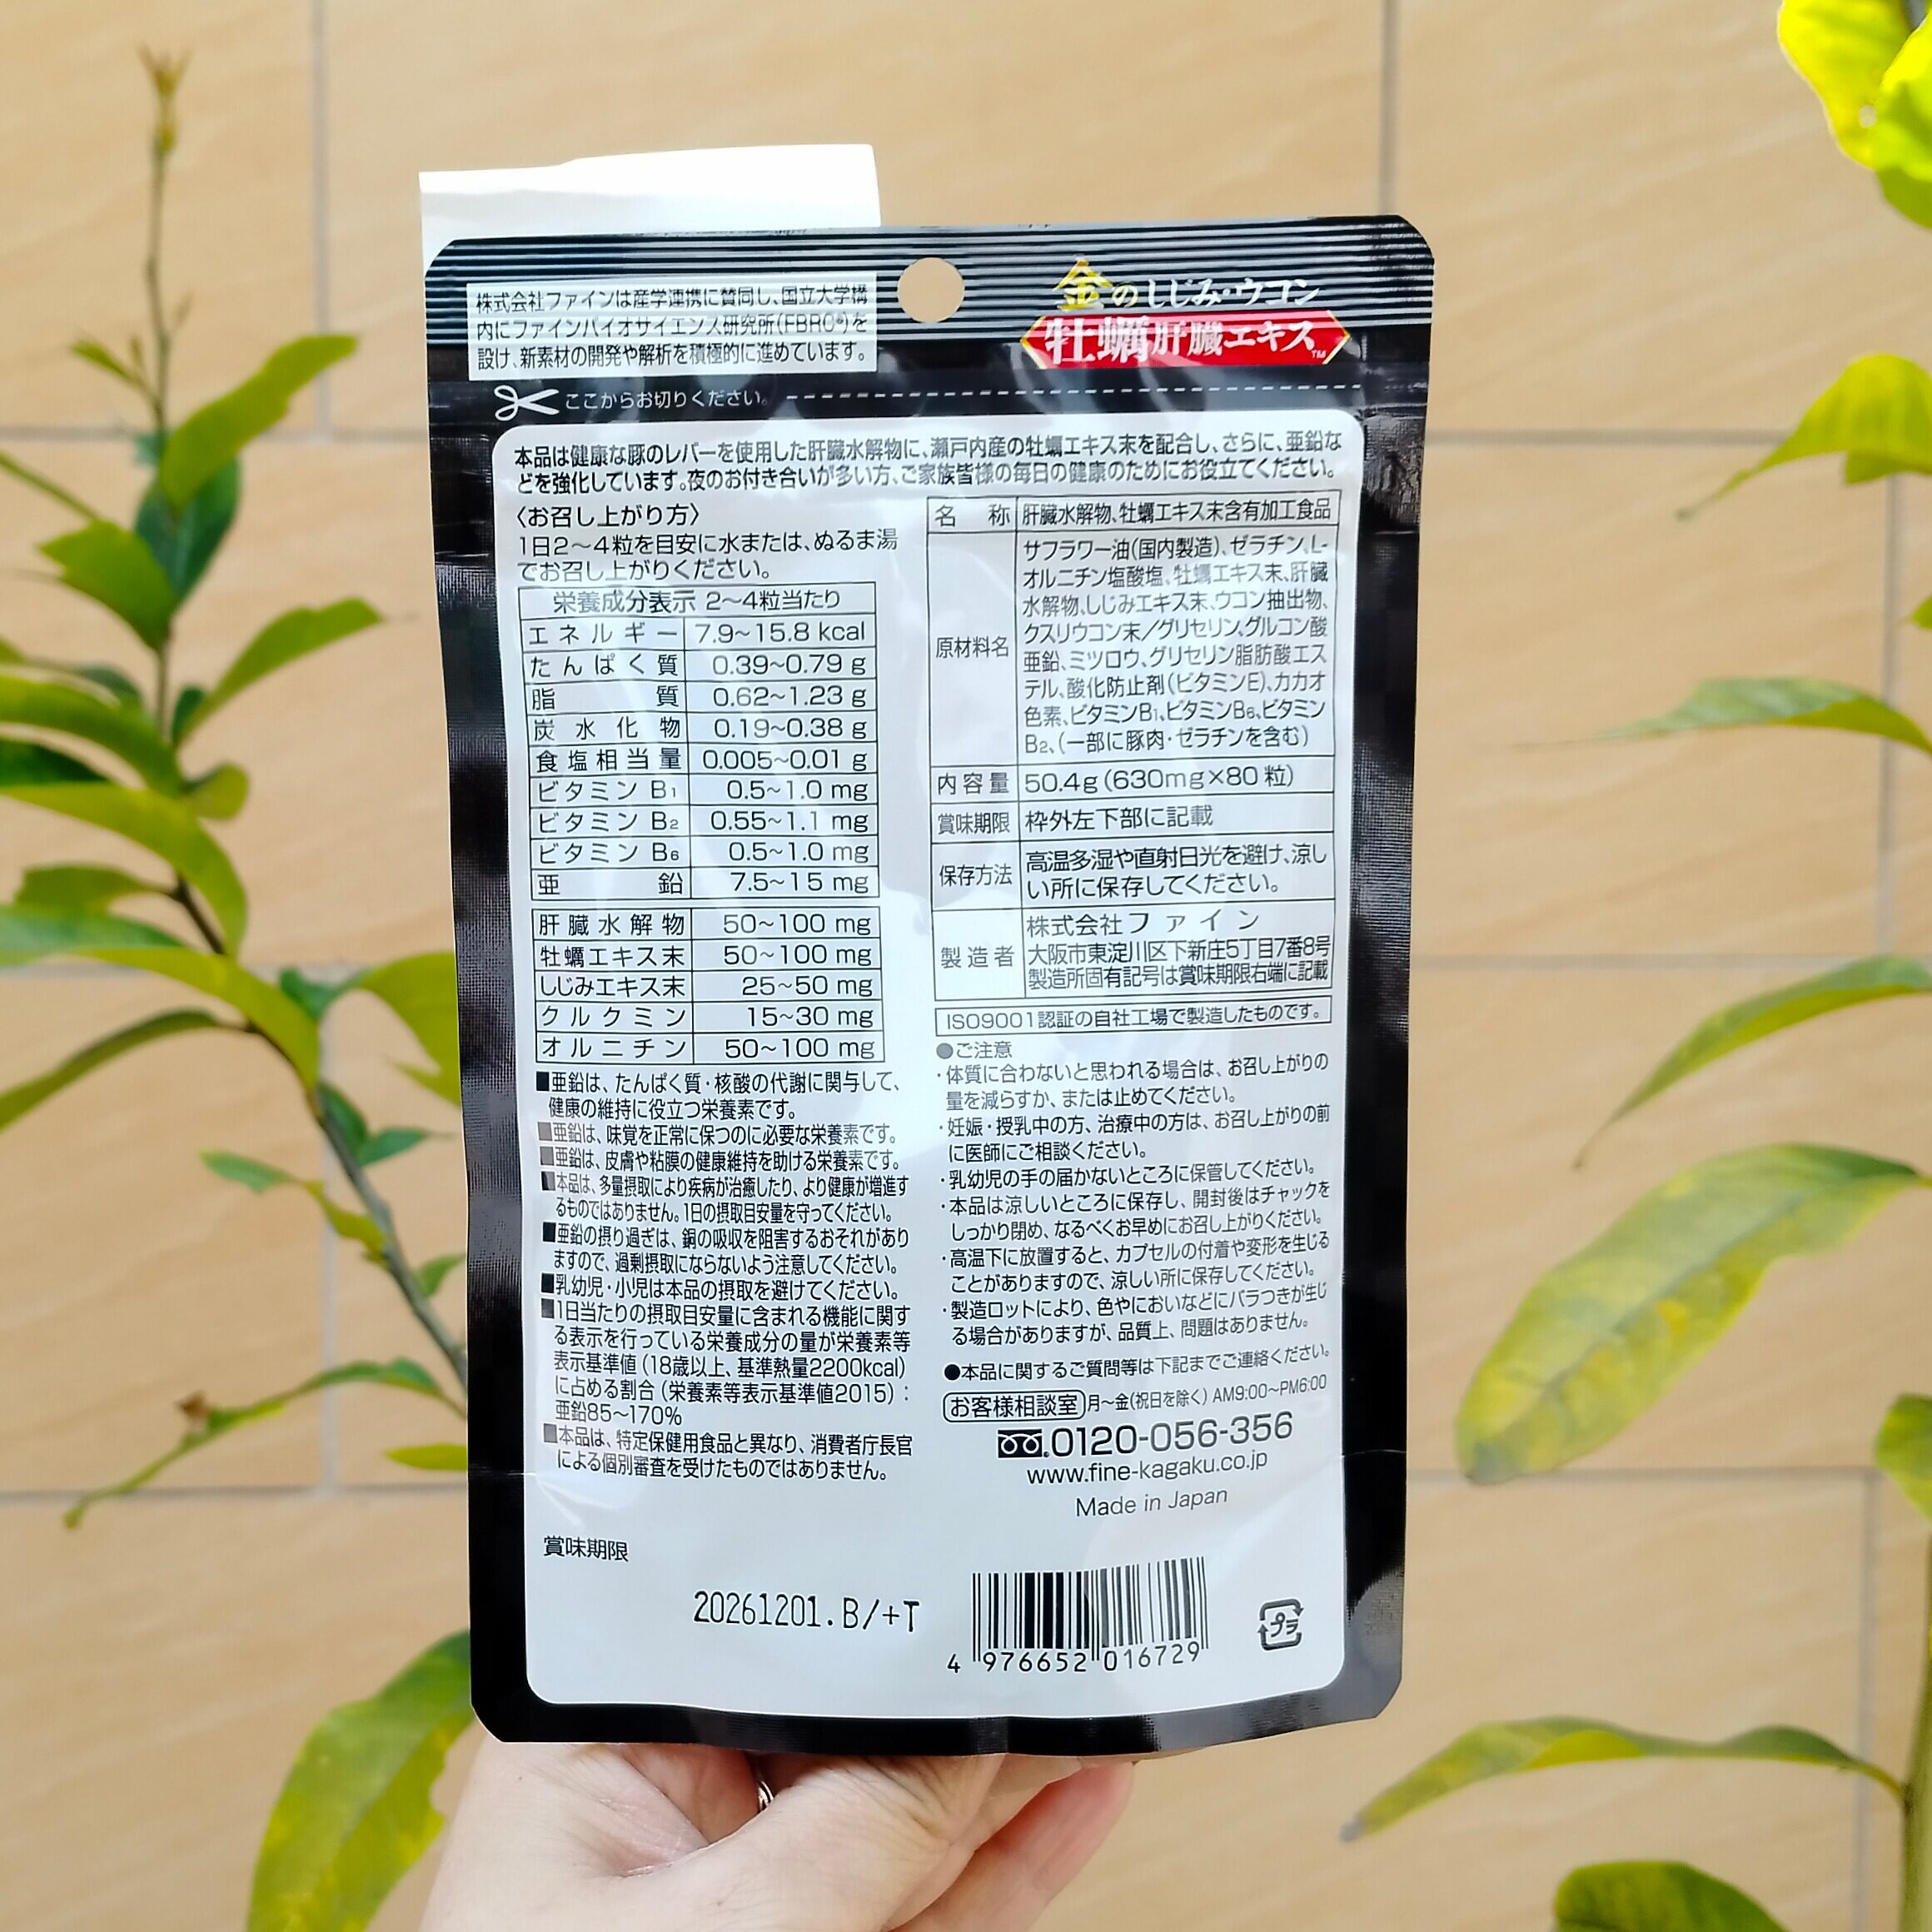 株式会社ファインは産学連携に賛同し、国立大学構
内にファインバイオサイエンス研究所(FBRC®)を
設け、新素材の開発や解析を積極的に進めています。
金のしじみ・ウコン
牡蠣肝臓エキス™
ここからお切りください。
本品は健康な豚のレバーを使用した肝臓水解物に、瀬戸内産の牡蠣エキス末を配合し、さらに、亜鉛な
どを強化しています。夜のお付き合いが多い方、ご家族皆様の毎日の健康のためにお役立てください。
〈お召し上がり方〉
1日2〜4粒を目安に水または、ぬるま湯
でお召し上がりください。
栄養成分表示 2〜4粒当たり
エネルギー 7.9~15.8 kcal
たんぱく質 0.39~0.79 g
脂質 0.62~1.23 g
炭水化物 0.19~0.38 g
食塩相当量 0.005~0.01 g
ビタミン B₁ 0.5~1.0 mg
ビタミン B₂ 0.55~1.1 mg
ビタミン B₆ 0.5~1.0 mg
亜鉛 7.5~15 mg
肝臓水解物 50~100 mg
牡蠣エキス末 50~100 mg
しじみエキス末 25~50 mg
クルクミン 15~30 mg
オルニチン 50~100 mg
■亜鉛は、たんぱく質・核酸の代謝に関与して、
健康の維持に役立つ栄養素です。
■亜鉛は、味覚を正常に保つのに必要な栄養素です。
■亜鉛は、皮膚や粘膜の健康維持を助ける栄養素です。
■本品は、多量摂取により疾病が治癒したり、より健康が増進す
るものではありません。1日の摂取目安量を守ってください。
■亜鉛の摂り過ぎは、銅の吸収を阻害するおそれがあり
ますので、過剰摂取にならないよう注意してください。
■乳幼児・小児は本品の摂取を避けてください。
■1日当たりの摂取目安量に含まれる機能に関す
る表示を行っている栄養成分の量が栄養素等
表示基準値(18歳以上、基準熱量2200kcal)
に占める割合(栄養素等表示基準値2015):
亜鉛85〜170%
■本品は、特定保健用食品と異なり、消費者庁長官
による個別審査を受けたものではありません。
賞味期限
20261201.B/+T
名称 肝臓水解物、牡蠣エキス末含有加工食品
原材料名
サフラワー油(国内製造)、ゼラチン、L-
オルニチン塩酸塩、牡蠣エキス末、肝臓
水解物、しじみエキス末、ウコン抽出物、
クスリウコン末/グリセリン、グルコン酸
亜鉛、ミツロウ、グリセリン脂肪酸エス
テル、酸化防止剤(ビタミンE)、カカオ
色素、ビタミンB₁、ビタミンB₆、ビタミン
B₂、(一部に豚肉・ゼラチンを含む)
内容量 50.4g(630mg×80 粒)
賞味期限 枠外左下部に記載
保存方法
高温多湿や直射日光を避け、涼し
い所に保存してください。
製造者
株式会社ファイン
大阪市東淀川区下新庄5丁目7番8号
製造所固有記号は賞味期限右端に記載
ISO9001認証の自社工場で製造したものです。
●ご注意
・体質に合わないと思われる場合は、お召し上がりの
量を減らすか、または止めてください。
・妊娠・授乳中の方、治療中の方は、お召し上がりの前
に医師にご相談ください。
・乳幼児の手の届かないところに保管してください。
・本品は涼しいところに保存し、開封後はチャックを
しっかり閉め、なるべくお早めにお召し上がりください。
・高温下に放置すると、カプセルの付着や変形を生じる
ことがありますので、涼しい所に保存してください。
・製造ロットにより、色やにおいなどにバラつきが生じ
る場合がありますが、品質上、問題はありません。
●本品に関するご質問等は下記までご連絡ください。
お客様相談室 月〜金(祝日を除く) AM9:00〜PM6:00
0120-056-356
www.fine-kagaku.co.jp
Made in Japan
4 976652 016729
プラ